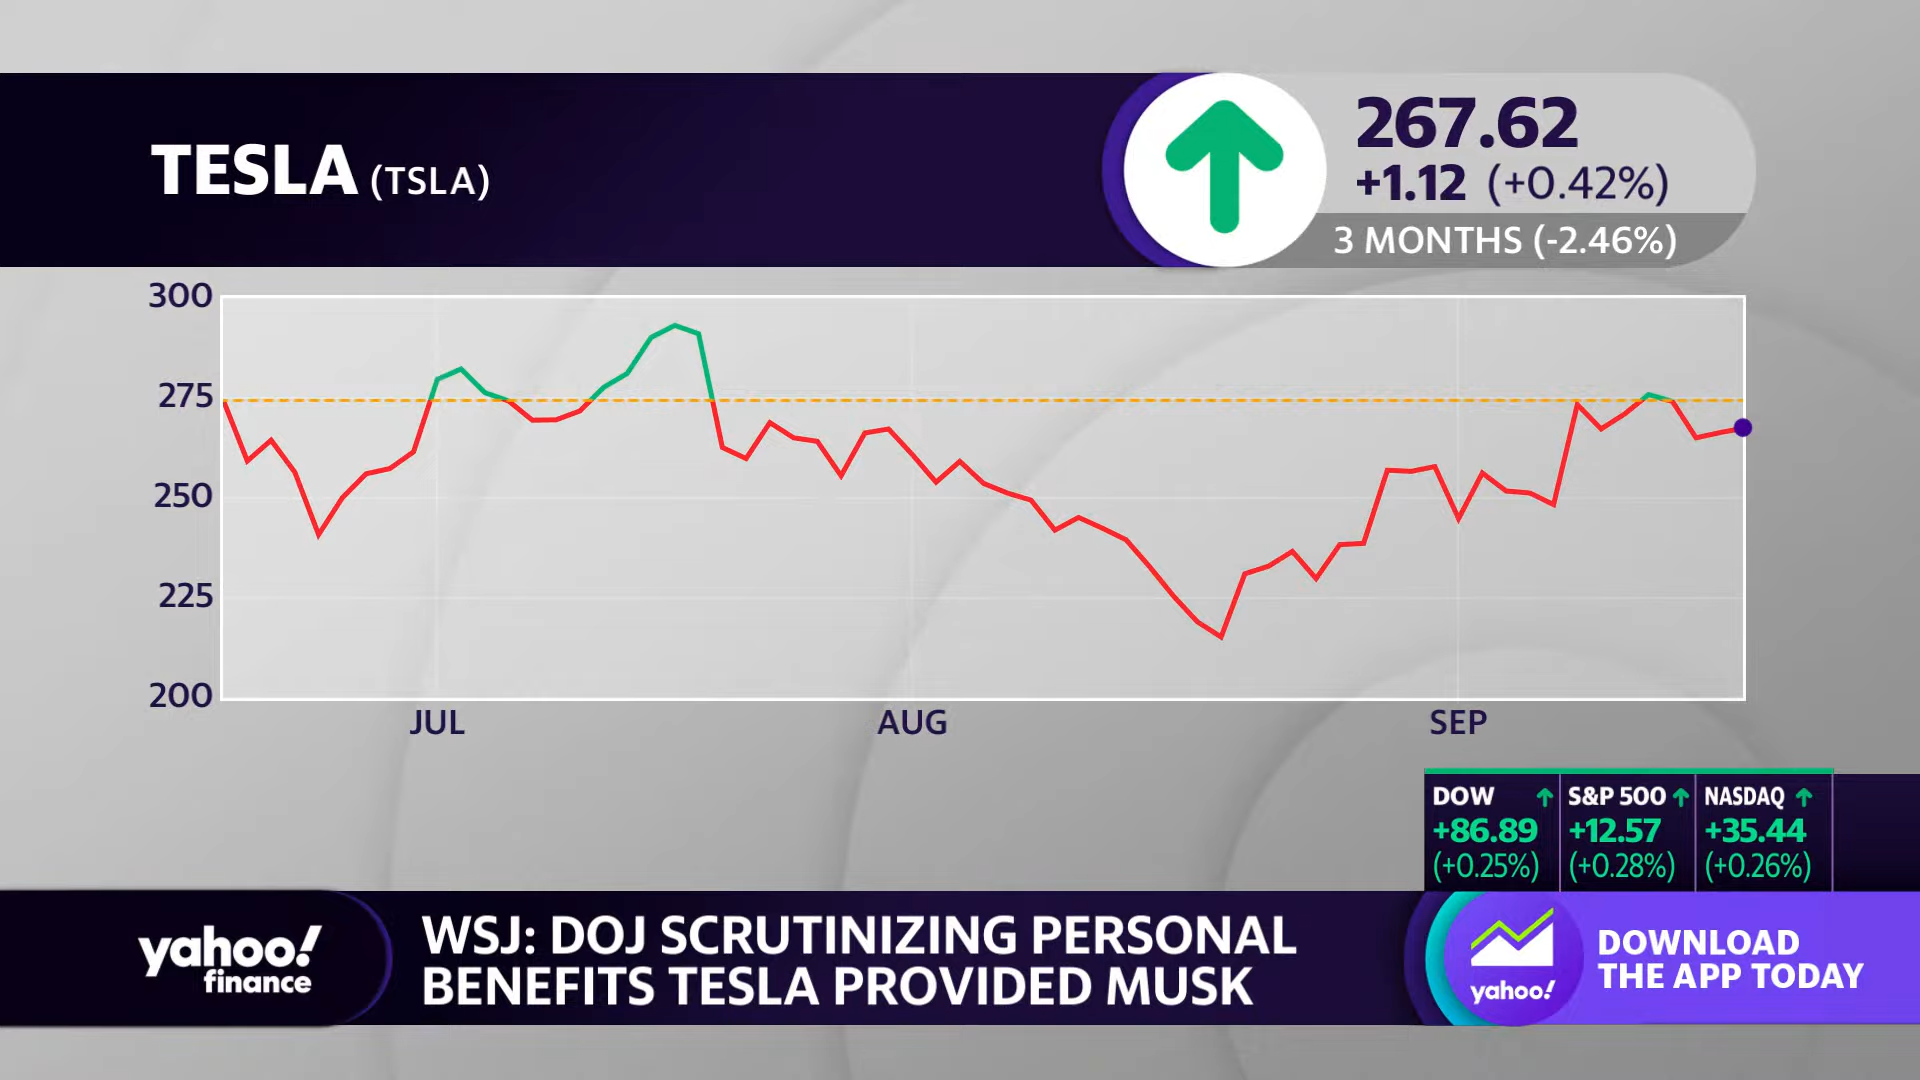 TESLA (TSLA)
267.62
+1.12 (+0.42%)
3 MONTHS (-2.46%)
300
275
250
225
200
JUL AUG SEP
DOW S&P 500 NASDAQ
+86.89 +12.57 +35.44
(+0.25%) (+0.28%) (+0.26%)
yahoo!
finance
WSJ: DOJ SCRUTINIZING PERSONAL
BENEFITS TESLA PROVIDED MUSK
yahoo!
DOWNLOAD
THE APP TODAY